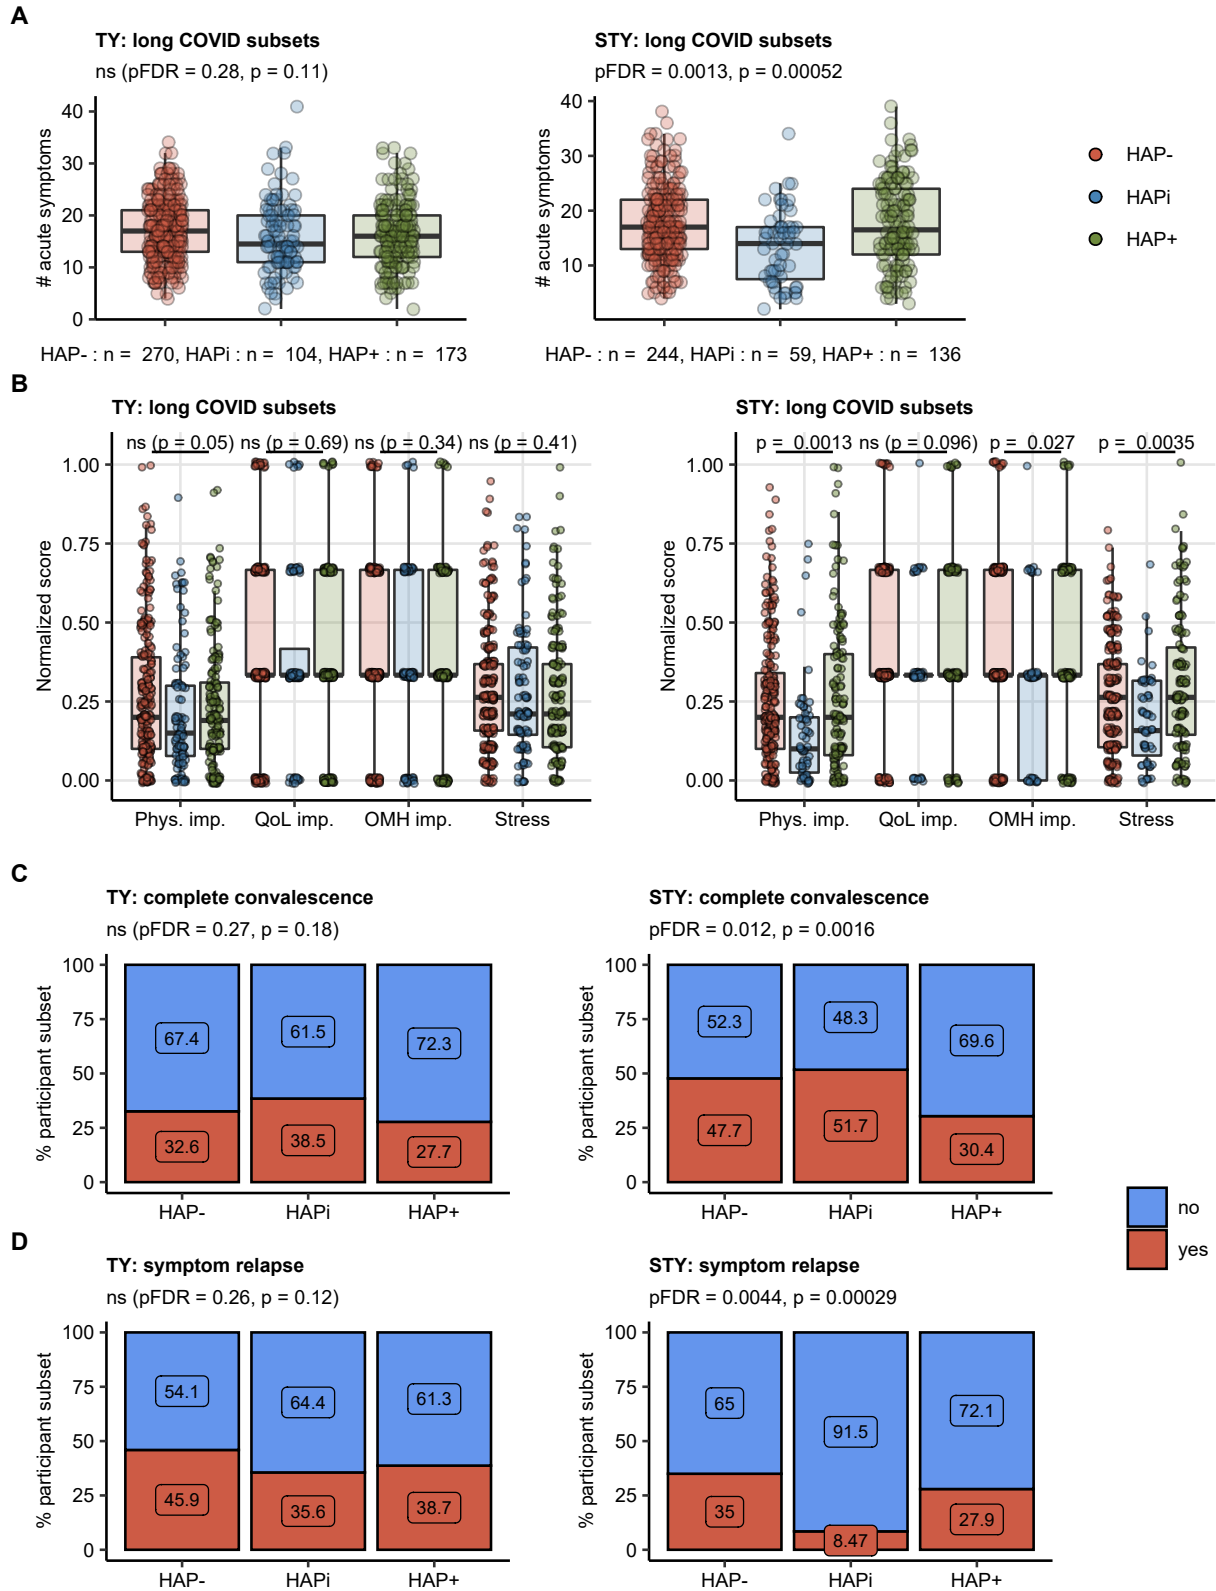 A
TY: long COVID subsets
ns (pFDR = 0.28, p = 0.11)
# acute symptoms
40
30
20
10
0
HAP- : n = 270, HAPi : n = 104, HAP+ : n = 173
STY: long COVID subsets
pFDR = 0.0013, p = 0.00052
# acute symptoms
40
30
20
10
HAP- : n = 244, HAPi : n = 59, HAP+ : n = 136
HAP-
HAPi
HAP+
B
TY: long COVID subsets
ns (p = 0.05) ns (p = 0.69) ns (p = 0.34) ns (p = 0.41)
Normalized score
1.00
0.75
0.50
0.25
0.00
Phys. imp. QoL imp. OMH imp. Stress
STY: long COVID subsets
p = 0.0013 ns (p = 0.096) p = 0.027 p = 0.0035
Normalized score
1.00
0.75
0.50
0.25
0.00
Phys. imp. QoL imp. OMH imp. Stress
C
TY: complete convalescence
ns (pFDR = 0.27, p = 0.18)
% participant subset
100
75
50
25
0
67.4 61.5 72.3
32.6 38.5 27.7
HAP- HAPi HAP+
STY: complete convalescence
pFDR = 0.012, p = 0.0016
% participant subset
100
75
50
25
0
52.3 48.3 69.6
47.7 51.7 30.4
HAP- HAPi HAP+
no
yes
D
TY: symptom relapse
ns (pFDR = 0.26, p = 0.12)
% participant subset
100
75
50
25
0
54.1 64.4 61.3
45.9 35.6 38.7
HAP- HAPi HAP+
STY: symptom relapse
pFDR = 0.0044, p = 0.00029
% participant subset
100
75
50
25
0
65 91.5 72.1
35 8.47 27.9
HAP- HAPi HAP+